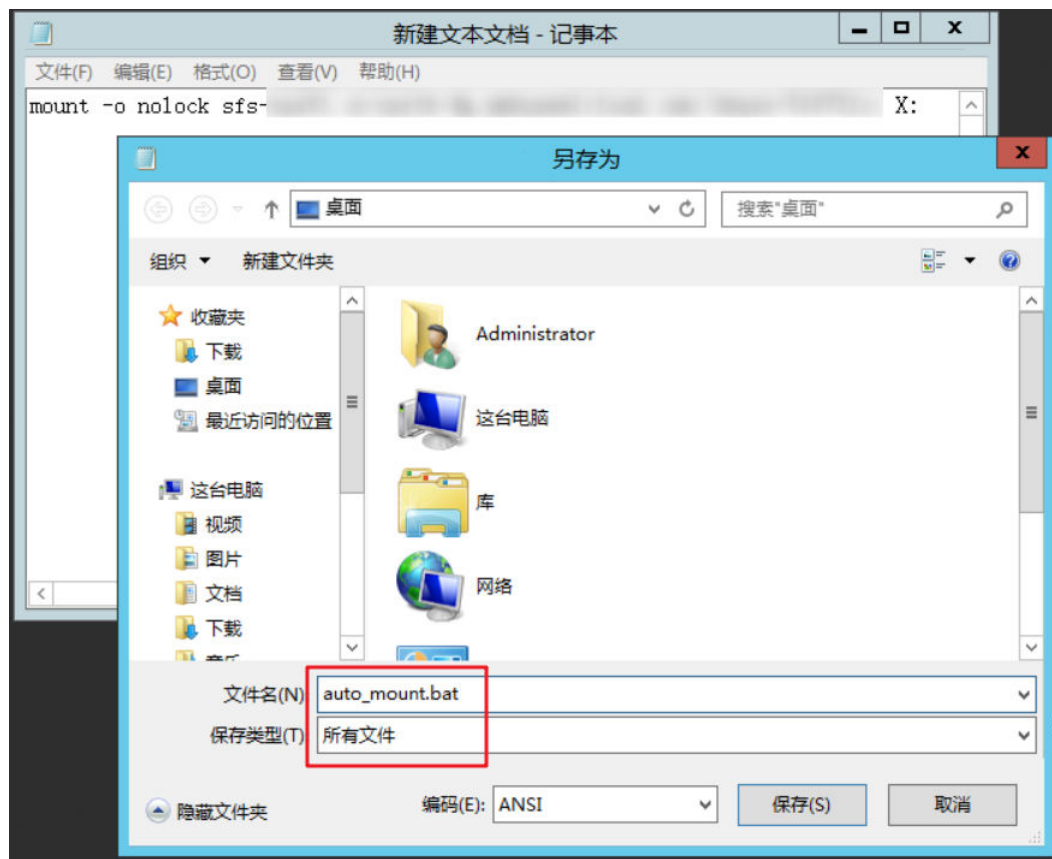 新建文本文档 - 记事本
文件(F) 编辑(E) 格式(O) 查看(V) 帮助(H)
mount -o nolock sfs- X:
另存为
桌面
搜索"桌面"
组织 新建文件夹
收藏夹
下载
桌面
最近访问的位置
这台电脑
视频
图片
文档
下载
音乐
Administrator
这台电脑
库
网络
文件名(N) auto_mount.bat
保存类型(T) 所有文件
隐藏文件夹
编码(E): ANSI
保存(S)
取消